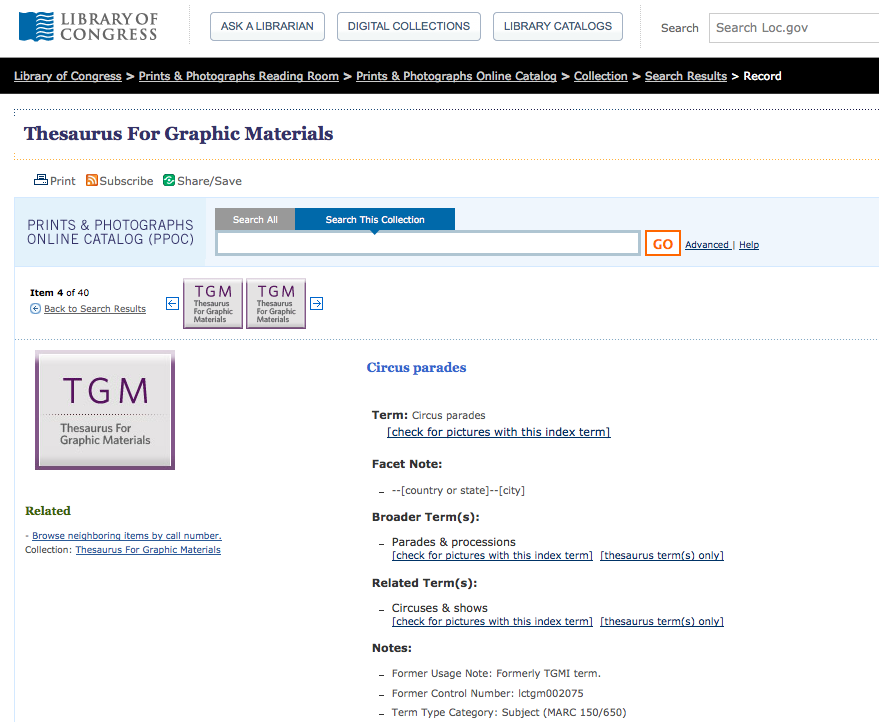 LIBRARY OF
CONGRESS
ASK A LIBRARIAN
DIGITAL COLLECTIONS
LIBRARY CATALOGS
Search
Search Loc.gov
Library of Congress > Prints & Photographs Reading Room > Prints & Photographs Online Catalog > Collection > Search Results > Record
Thesaurus For Graphic Materials
Print Subscribe Share/Save
PRINTS & PHOTOGRAPHS
ONLINE CATALOG (PPOC)
Search All
Search This Collection
GO
Advanced | Help
Item 4 of 40
Back to Search Results
TGM
Thesaurus
For Graphic
Materials
TGM
Thesaurus
For Graphic
Materials
TGM
Thesaurus For
Graphic Materials
Related
- Browse neighboring items by call number.
Collection: Thesaurus For Graphic Materials
Circus parades
Term: Circus parades
[check for pictures with this index term]
Facet Note:
– --[country or state]--[city]
Broader Term(s):
– Parades & processions
[check for pictures with this index term] [thesaurus term(s) only]
Related Term(s):
– Circuses & shows
[check for pictures with this index term] [thesaurus term(s) only]
Notes:
– Former Usage Note: Formerly TGMI term.
– Former Control Number: lctgm002075
– Term Type Category: Subject (MARC 150/650)